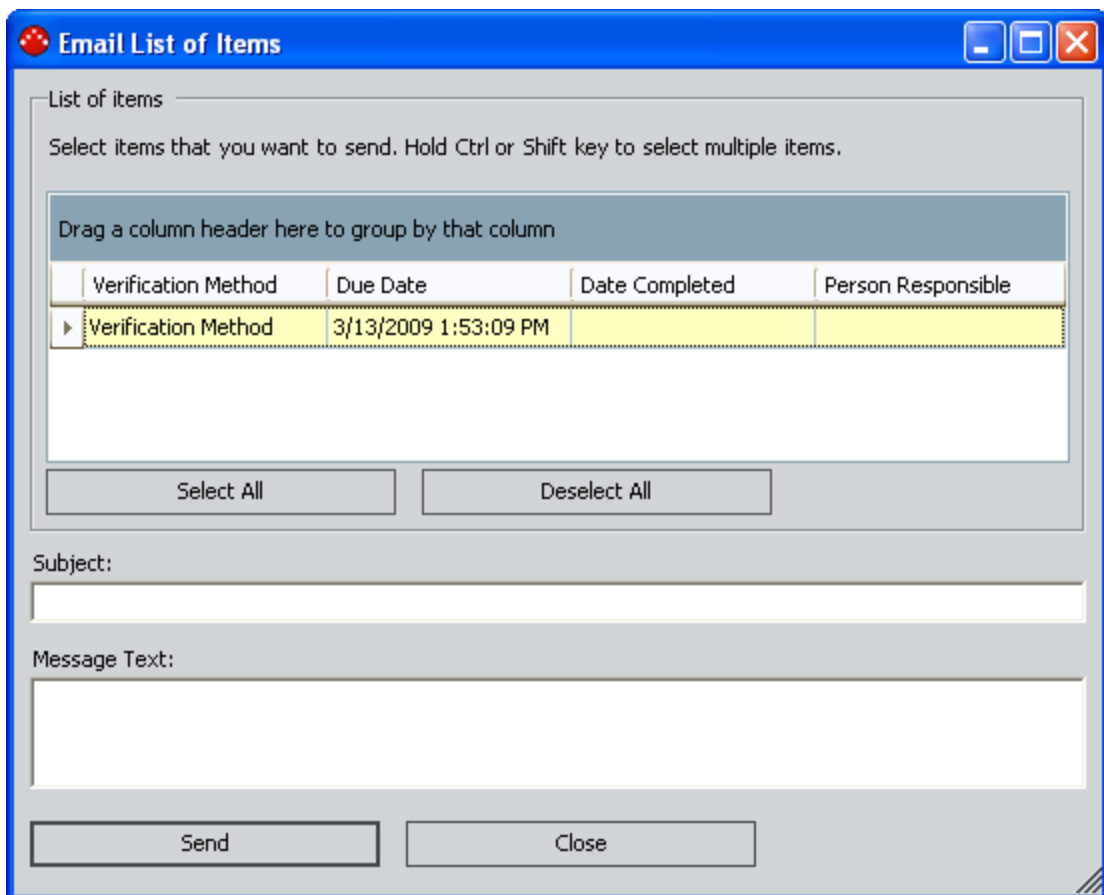 Email List of Items
List of items
Select items that you want to send. Hold Ctrl or Shift key to select multiple items.
Drag a column header here to group by that column
Verification Method Due Date Date Completed Person Responsible
Verification Method 3/13/2009 1:53:09 PM
Select All Deselect All
Subject:
Message Text:
Send Close